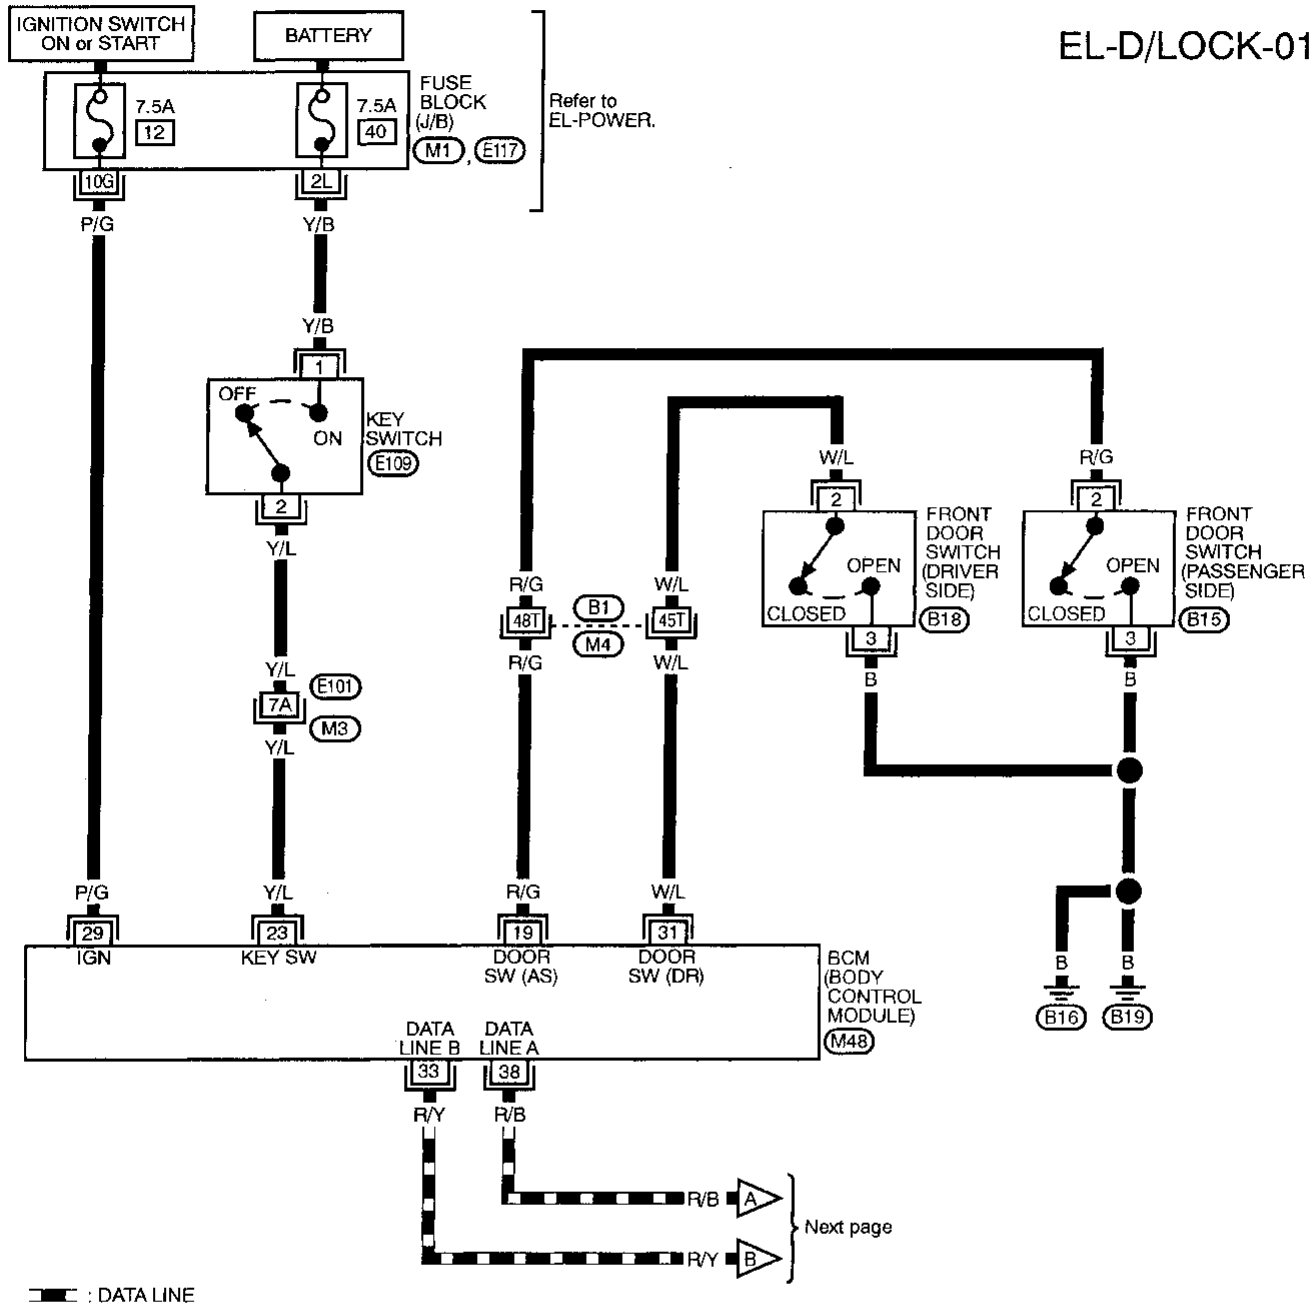 EL-D/LOCK-01
IGNITION SWITCH
ON or START
BATTERY
7.5A
12
7.5A
40
FUSE
BLOCK
(J/B)
M1 , E117
Refer to
EL-POWER.
10G
2L
P/G
Y/B
Y/B
1
OFF
ON
KEY
SWITCH
E109
2
Y/L
Y/L
7A
E101
M3
Y/L
W/L
R/G
2
2
OPEN
CLOSED
FRONT
DOOR
SWITCH
(DRIVER
SIDE)
B18
OPEN
CLOSED
FRONT
DOOR
SWITCH
(PASSENGER
SIDE)
B15
3
3
B
B
R/G
W/L
48T
B1
M4
45T
R/G
W/L
P/G
Y/L
R/G
W/L
29
23
19
31
IGN
KEY SW
DOOR
SW (AS)
DOOR
SW (DR)
BCM
(BODY
CONTROL
MODULE)
M48
B
B
B16
B19
DATA
LINE B
DATA
LINE A
33
38
R/Y
R/B
R/B
A
R/Y
B
Next page
: DATA LINE